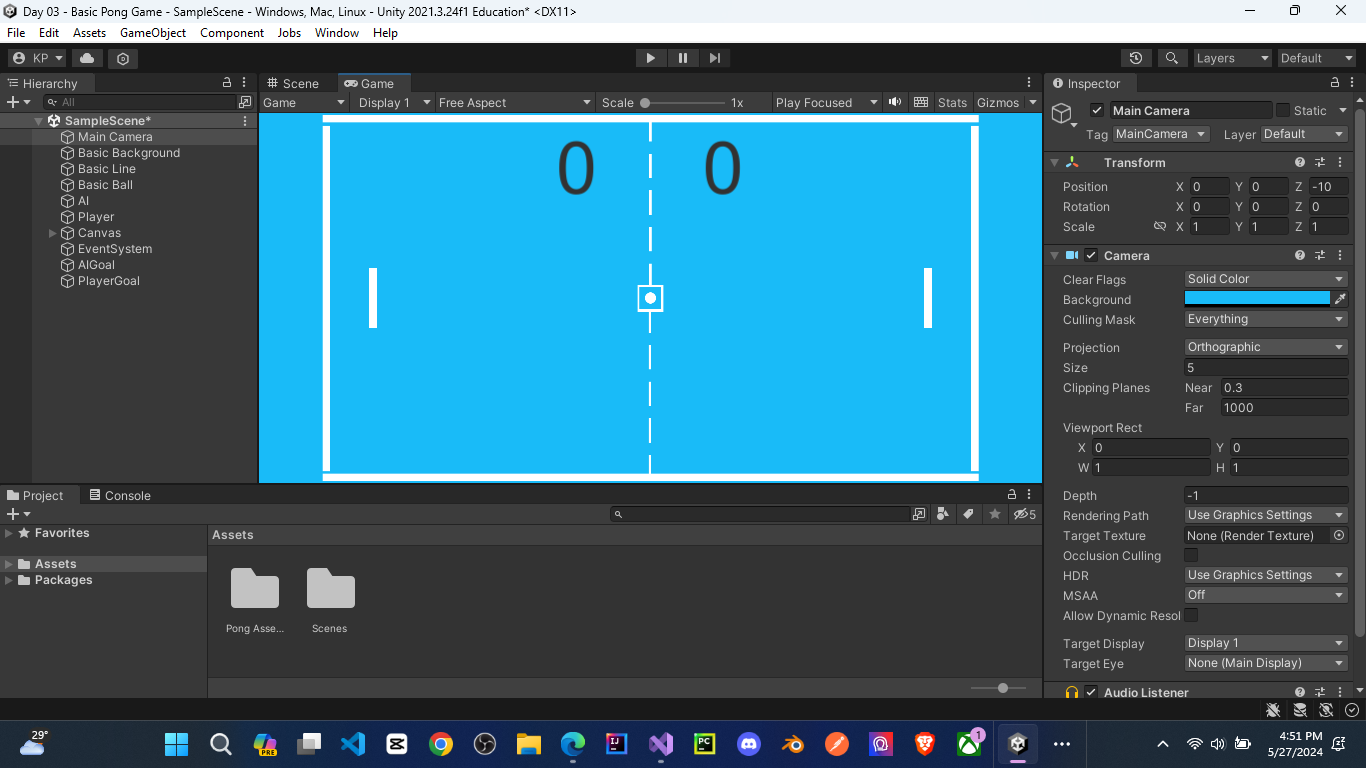 Day 03 - Basic Pong Game - SampleScene - Windows, Mac, Linux - Unity 2021.3.24f1 Education* <DX11>
File Edit Assets GameObject Component Jobs Window Help
KP Layers Default
Hierarchy
All
SampleScene*
Main Camera
Basic Background
Basic Line
Basic Ball
AI
Player
Canvas
EventSystem
AIGoal
PlayerGoal
Scene Game
Game Display 1 Free Aspect Scale 1x Play Focused Stats Gizmos
0 0
Project Console
5
Favorites
Assets
Packages
Assets
Pong Asse... Scenes
Inspector
Main Camera Static
Tag MainCamera Layer Default
Transform
Position X 0 Y 0 Z -10
Rotation X 0 Y 0 Z 0
Scale X 1 Y 1 Z 1
Camera
Clear Flags Solid Color
Background
Culling Mask Everything
Projection Orthographic
Size 5
Clipping Planes Near 0.3
Far 1000
Viewport Rect
X 0 Y 0
W 1 H 1
Depth -1
Rendering Path Use Graphics Settings
Target Texture None (Render Texture)
Occlusion Culling
HDR Use Graphics Settings
MSAA Off
Allow Dynamic Resol
Target Display Display 1
Target Eye None (Main Display)
Audio Listener
29° PRE PC 1 4:51 PM
5/27/2024